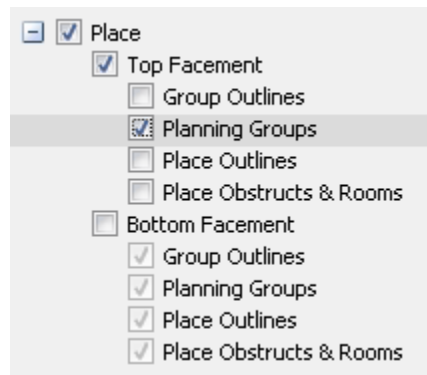 Place
Top Facement
Group Outlines
Planning Groups
Place Outlines
Place Obstructs & Rooms
Bottom Facement
Group Outlines
Planning Groups
Place Outlines
Place Obstructs & Rooms